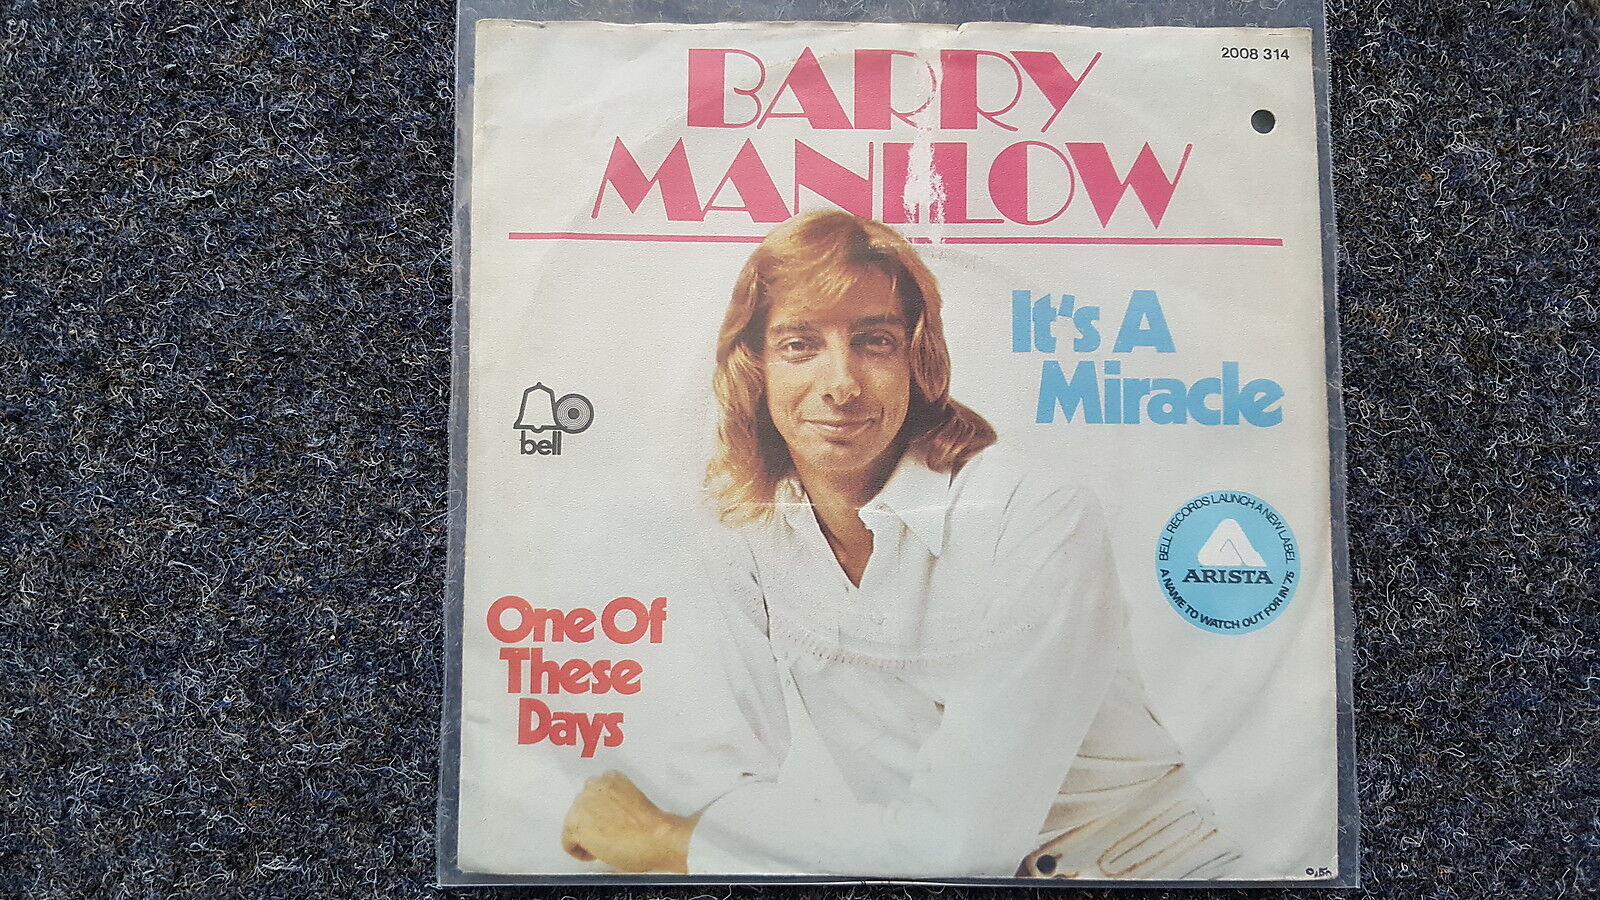 2008 314
BARRY
MANILOW
It's A
Miracle
bell
BELL RECORDS LAUNCH A NEW LABEL
ARISTA
A NAME TO WATCH OUT FOR IN '75
One Of
These
Days